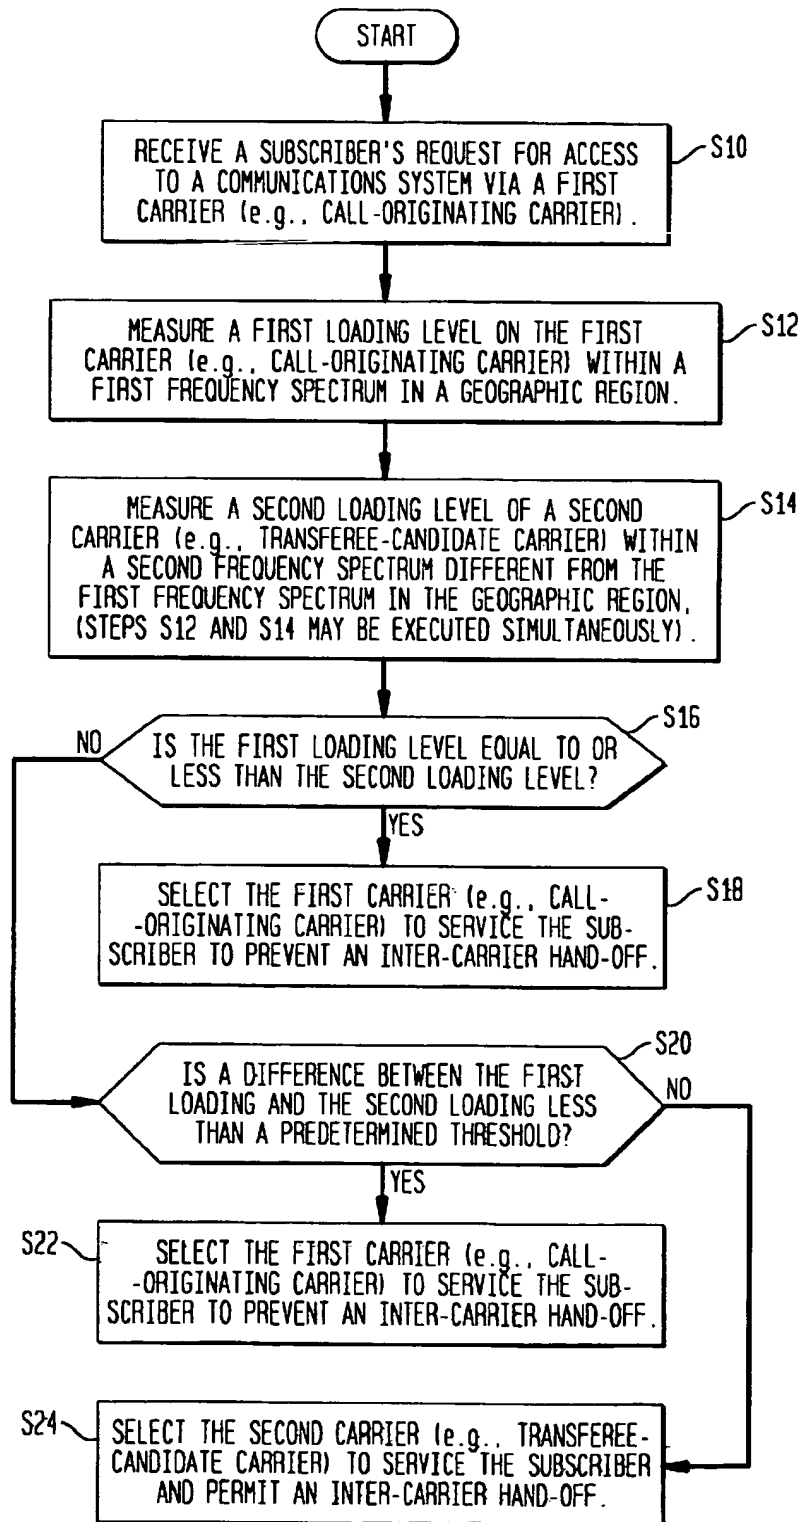 START
RECEIVE A SUBSCRIBER'S REQUEST FOR ACCESS
TO A COMMUNICATIONS SYSTEM VIA A FIRST
CARRIER (e.g., CALL-ORIGINATING CARRIER).
S10
MEASURE A FIRST LOADING LEVEL ON THE FIRST
CARRIER (e.g., CALL-ORIGINATING CARRIER) WITHIN A
FIRST FREQUENCY SPECTRUM IN A GEOGRAPHIC REGION.
S12
MEASURE A SECOND LOADING LEVEL OF A SECOND
CARRIER (e.g., TRANSFEREE-CANDIDATE CARRIER) WITHIN
A SECOND FREQUENCY SPECTRUM DIFFERENT FROM THE
FIRST FREQUENCY SPECTRUM IN THE GEOGRAPHIC REGION,
(STEPS S12 AND S14 MAY BE EXECUTED SIMULTANEOUSLY).
S14
IS THE FIRST LOADING LEVEL EQUAL TO OR
LESS THAN THE SECOND LOADING LEVEL?
S16
NO
YES
SELECT THE FIRST CARRIER (e.g., CALL-
-ORIGINATING CARRIER) TO SERVICE THE SUB-
SCRIBER TO PREVENT AN INTER-CARRIER HAND-OFF.
S18
IS A DIFFERENCE BETWEEN THE FIRST
LOADING AND THE SECOND LOADING LESS
THAN A PREDETERMINED THRESHOLD?
S20
NO
YES
S22
SELECT THE FIRST CARRIER (e.g., CALL-
-ORIGINATING CARRIER) TO SERVICE THE SUB-
SCRIBER TO PREVENT AN INTER-CARRIER HAND-OFF.
S24
SELECT THE SECOND CARRIER (e.g., TRANSFEREE-
CANDIDATE CARRIER) TO SERVICE THE SUBSCRIBER
AND PERMIT AN INTER-CARRIER HAND-OFF.